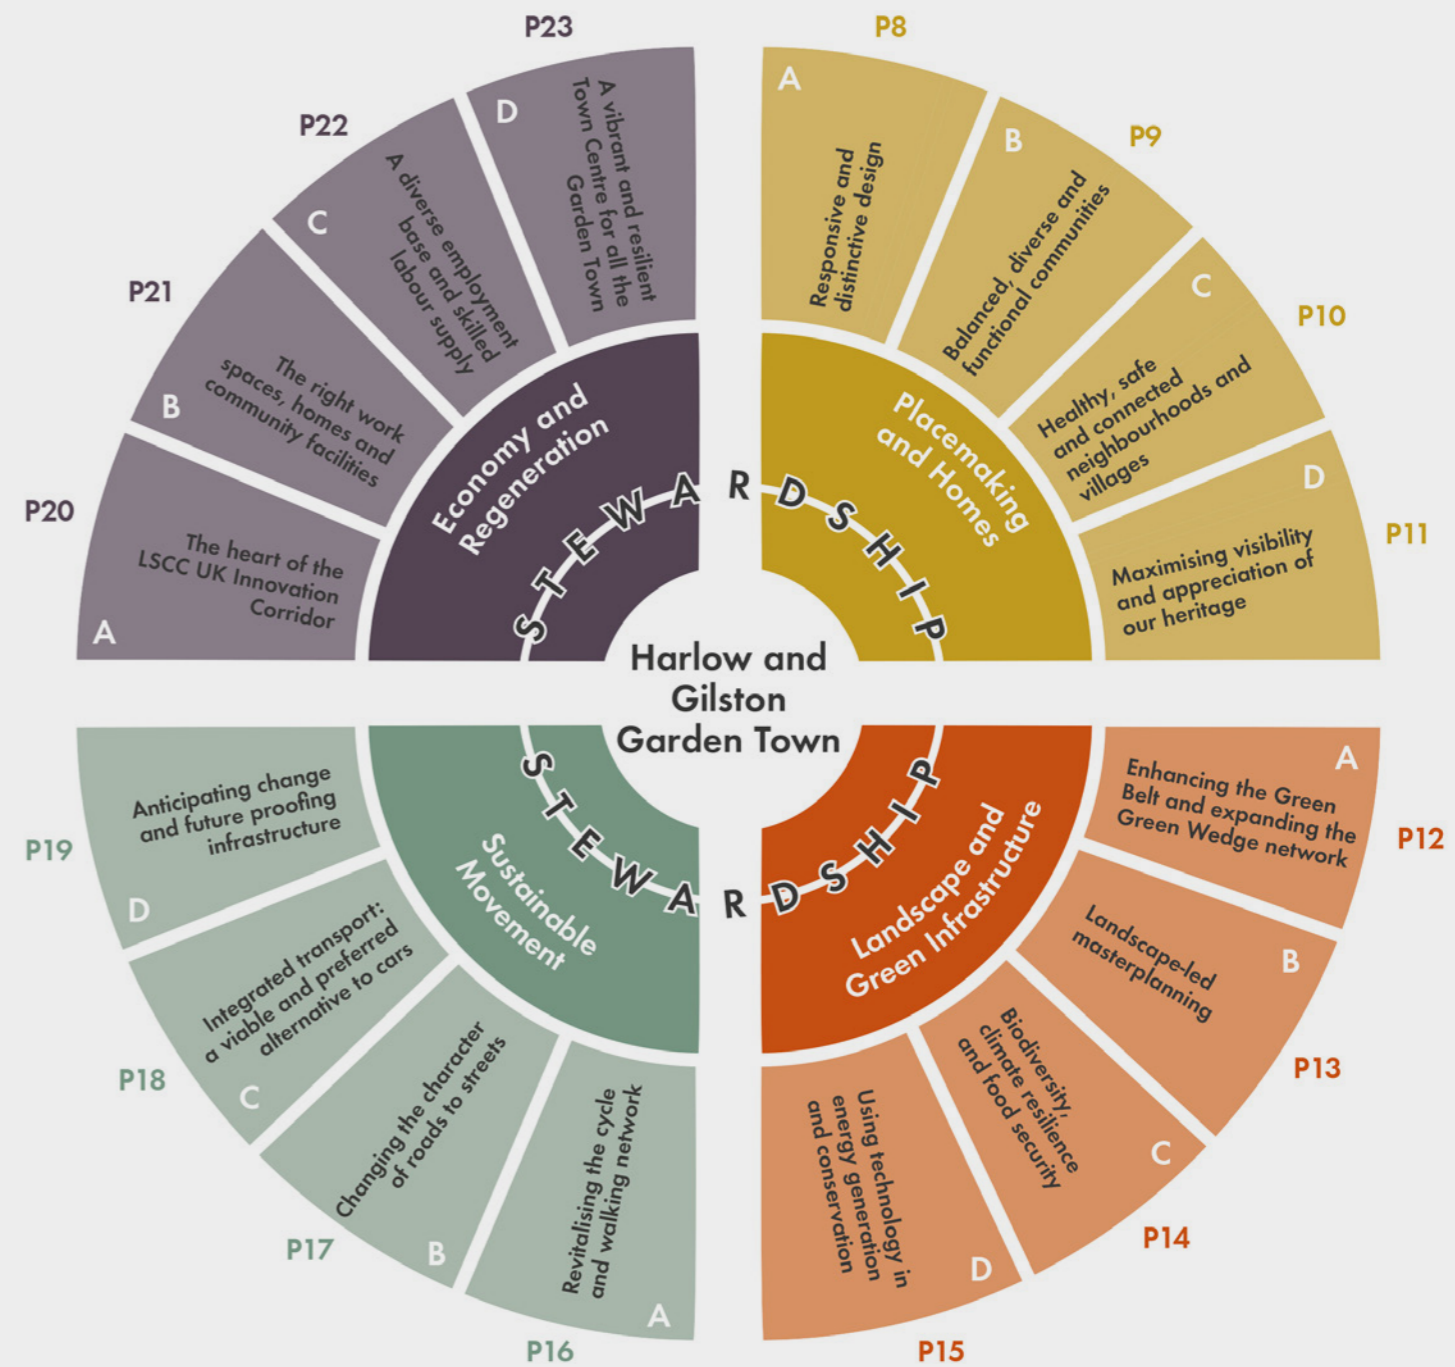 Harlow and
Gilston
Garden Town
STEWARDSHIP
STEWARDSHIP
Placemaking
and Homes
P8
A
Responsive and
distinctive design
P9
B
Balanced, diverse and
functional communities
P10
C
Healthy, safe
and connected
neighbourhoods and
villages
P11
D
Maximising visibility
and appreciation of
our heritage
Landscape and
Green Infrastructure
P12
A
Enhancing the Green
Belt and expanding the
Green Wedge network
P13
B
Landscape-led
masterplanning
P14
C
Biodiversity,
climate resilience
and food security
P15
D
Using technology in
energy generation
and conservation
Sustainable
Movement
P16
A
Revitalising the cycle
and walking network
P17
B
Changing the character
of roads to streets
P18
C
Integrated transport:
a viable and preferred
alternative to cars
P19
D
Anticipating change
and future proofing
infrastructure
Economy and
Regeneration
P20
A
The heart of the
LSCC UK Innovation
Corridor
P21
B
The right work
spaces, homes and
community facilities
P22
C
A diverse employment
base and skilled
labour supply
P23
D
A vibrant and resilient
Town Centre for all the
Garden Town